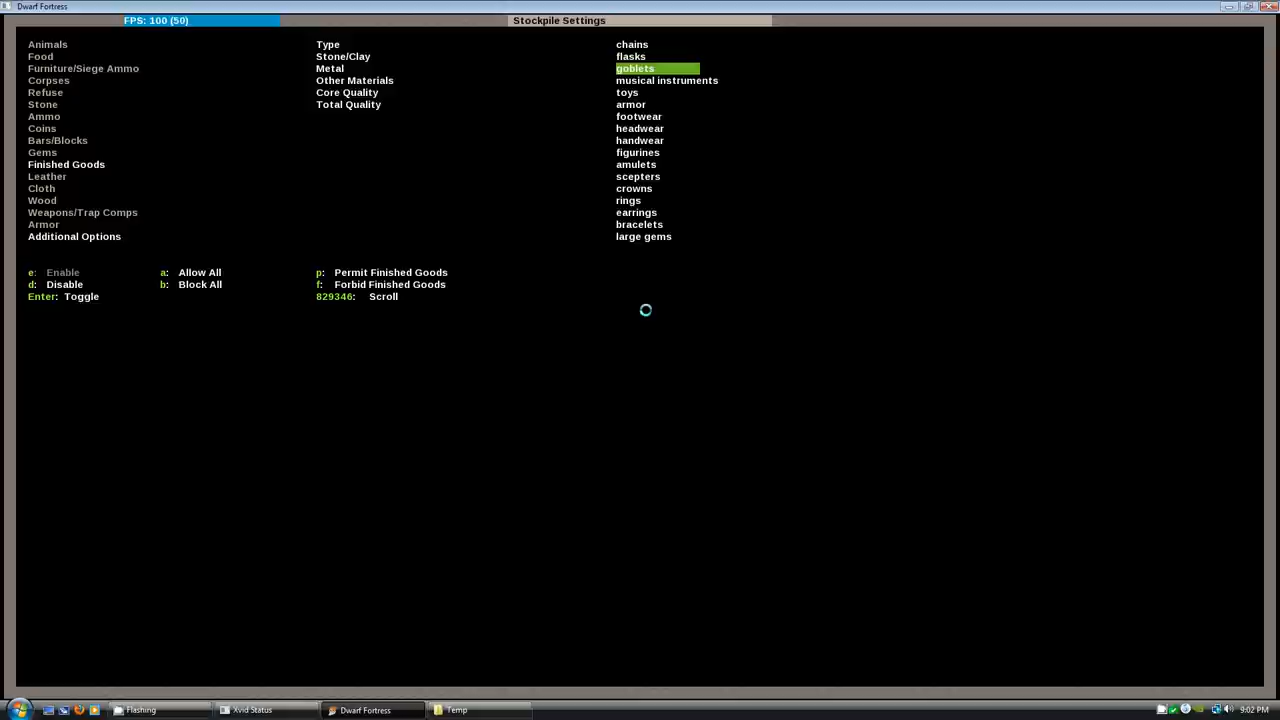 Dwarf Fortress
FPS: 100 (50)
Stockpile Settings
Animals
Food
Furniture/Siege Ammo
Corpses
Refuse
Stone
Ammo
Coins
Bars/Blocks
Gems
Finished Goods
Leather
Cloth
Wood
Weapons/Trap Comps
Armor
Additional Options
Type
Stone/Clay
Metal
Other Materials
Core Quality
Total Quality
chains
flasks
goblets
musical instruments
toys
armor
footwear
headwear
handwear
figurines
amulets
scepters
crowns
rings
earrings
bracelets
large gems
e: Enable a: Allow All p: Permit Finished Goods
d: Disable b: Block All f: Forbid Finished Goods
Enter: Toggle 829346: Scroll
Flashing Xvid Status Dwarf Fortress Temp 9:02 PM